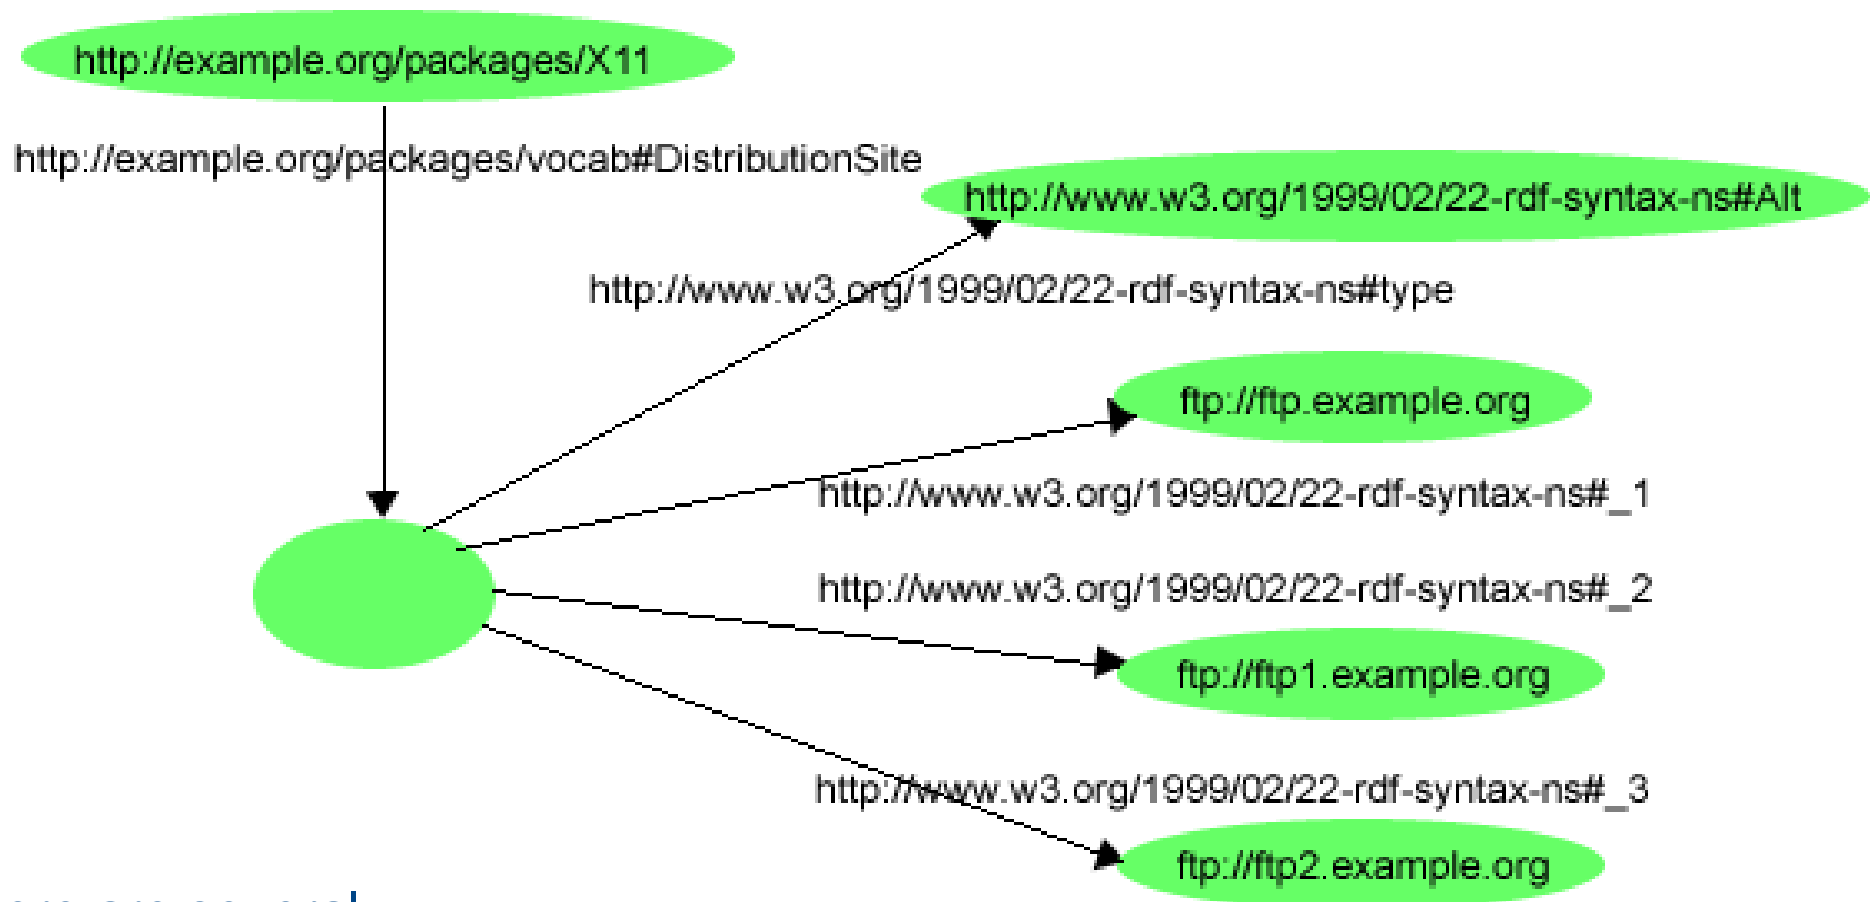 http://example.org/packages/X11
http://example.org/packages/vocab#DistributionSite
http://www.w3.org/1999/02/22-rdf-syntax-ns#Alt
http://www.w3.org/1999/02/22-rdf-syntax-ns#type
ftp://ftp.example.org
http://www.w3.org/1999/02/22-rdf-syntax-ns#_1
http://www.w3.org/1999/02/22-rdf-syntax-ns#_2
ftp://ftp1.example.org
http://www.w3.org/1999/02/22-rdf-syntax-ns#_3
ftp://ftp2.example.org